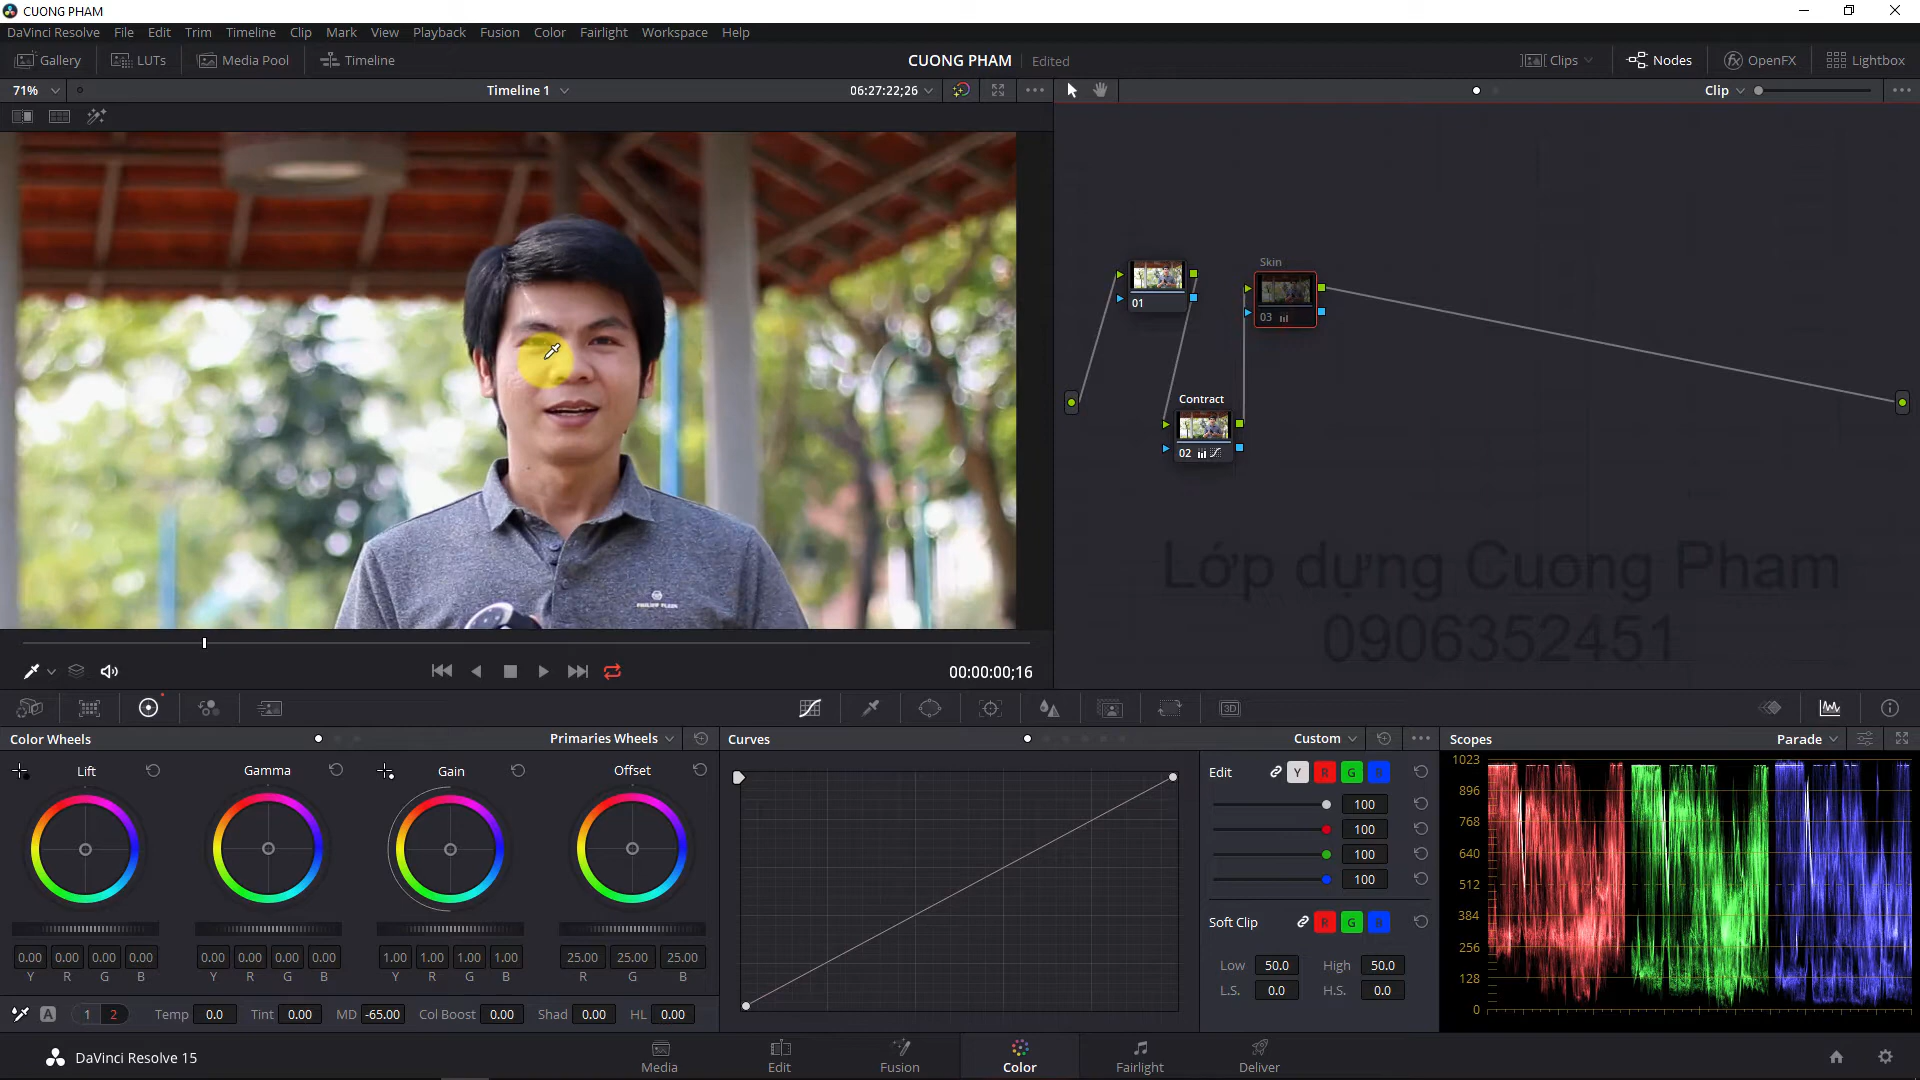 CUONG PHAM
DaVinci Resolve File Edit Trim Timeline Clip Mark View Playback Fusion Color Fairlight Workspace Help
Gallery LUTs Media Pool Timeline CUONG PHAM Edited Clips Nodes OpenFX Lightbox
71% Timeline 1 06:27:22;26 Clip
Skin
01
03
Contract
02
Lớp dựng Cuong Pham
0906352451
PHILIPP PLEIN
00:00:00;16
3D
Color Wheels Primaries Wheels Curves Custom Scopes Parade
Lift Gamma Gain Offset
Edit Y R G B
100
100
100
100
Soft Clip R G B
Low 50.0 High 50.0
L.S. 0.0 H.S. 0.0
1023
896
768
640
512
384
256
128
0
0.00 0.00 0.00 0.00 0.00 0.00 0.00 0.00 1.00 1.00 1.00 1.00 25.00 25.00 25.00
Y R G B Y R G B Y R G B R G B
A 1 2 Temp 0.0 Tint 0.00 MD -65.00 Col Boost 0.00 Shad 0.00 HL 0.00
DaVinci Resolve 15 Media Edit Fusion Color Fairlight Deliver